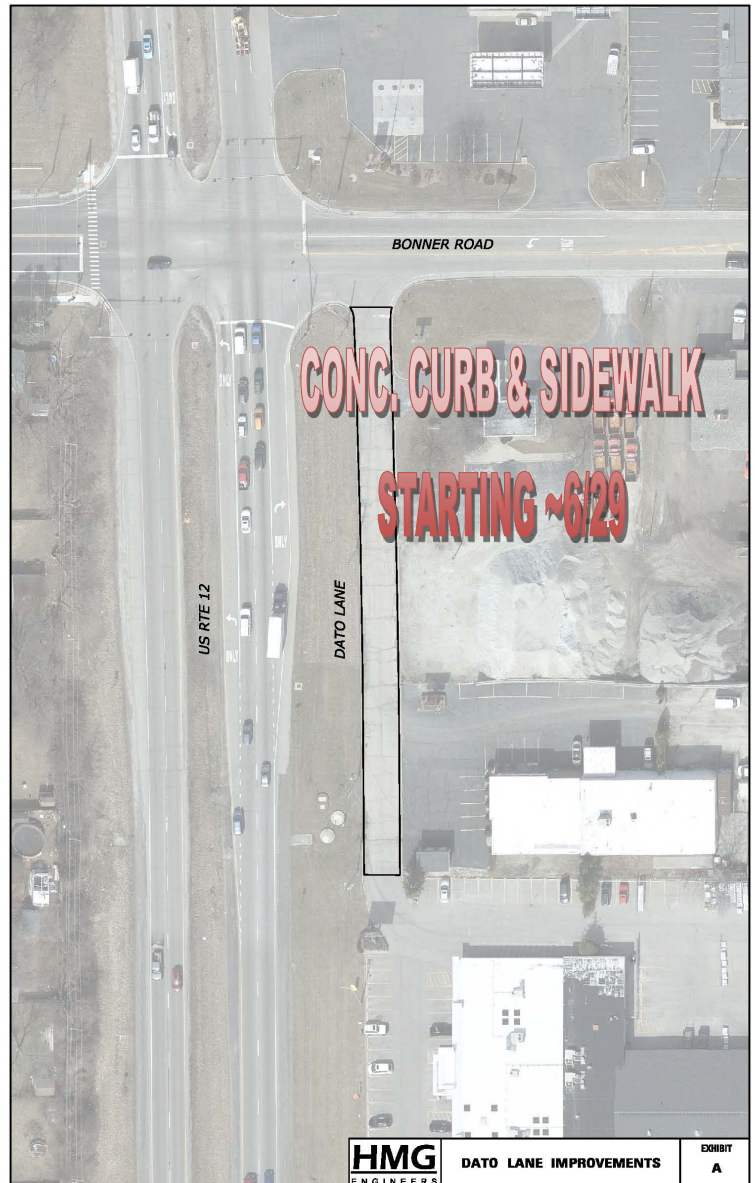 BONNER ROAD
CONC. CURB & SIDEWALK
STARTING ~6/29
ONLY
ONLY
ONLY
US RTE 12
DATO LANE
HMG
ENGINEERS
DATO LANE IMPROVEMENTS
EXHIBIT
A